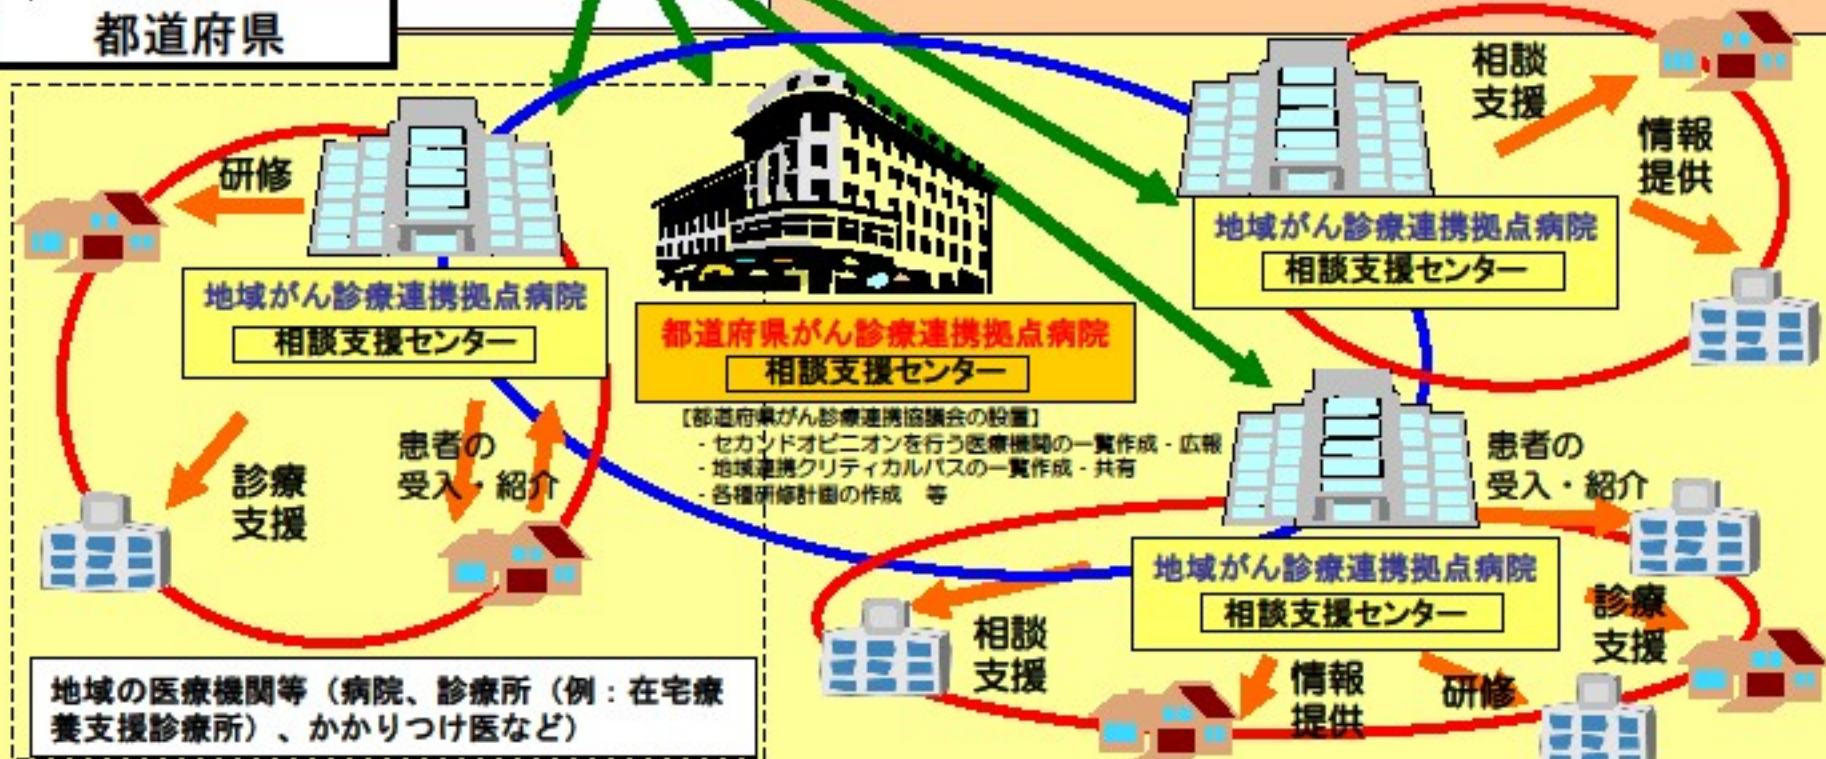 都道府県
相談
支援
情報
提供
研修
地域がん診療連携拠点病院
相談支援センター
地域がん診療連携拠点病院
相談支援センター
都道府県がん診療連携拠点病院
相談支援センター
【都道府県がん診療連携協議会の設置】
- セカンドオピニオンを行う医療機関の一覧作成・広報
- 地域連携クリティカルパスの一覧作成・共有
- 各種研修計画の作成 等
診療
支援
患者の
受入・紹介
患者の
受入・紹介
地域がん診療連携拠点病院
相談支援センター
相談
支援
情報
提供
研修
診療
支援
地域の医療機関等（病院、診療所（例：在宅療
養支援診療所）、かかりつけ医など）